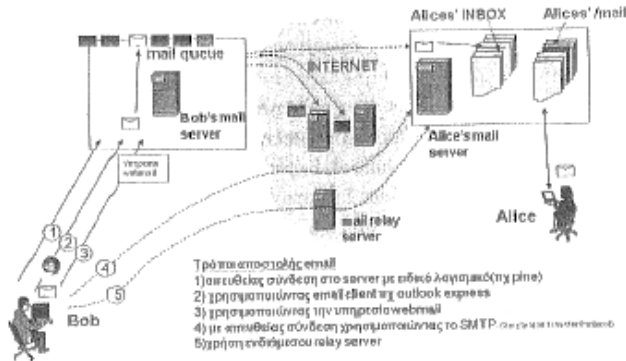 Alices' INBOX
Alices' /mail
mail queue
INTERNET
Bob's mail server
Alice's mail server
Υπηρεσία webmail
mail relay server
Alice
1
2
3
4
5
Bob
Τρόποι αποστολής email
1) απευθείας σύνδεση στο server με ειδικό λογισμικό(πχ pine)
2) χρησιμοποιώντας email client πχ outlook express
3) χρησιμοποιώντας την υπηρεσία webmail
4) με απευθείας σύνδεση χρησιμοποιώντας το SMTP
5)χρήση ενδιάμεσου relay server